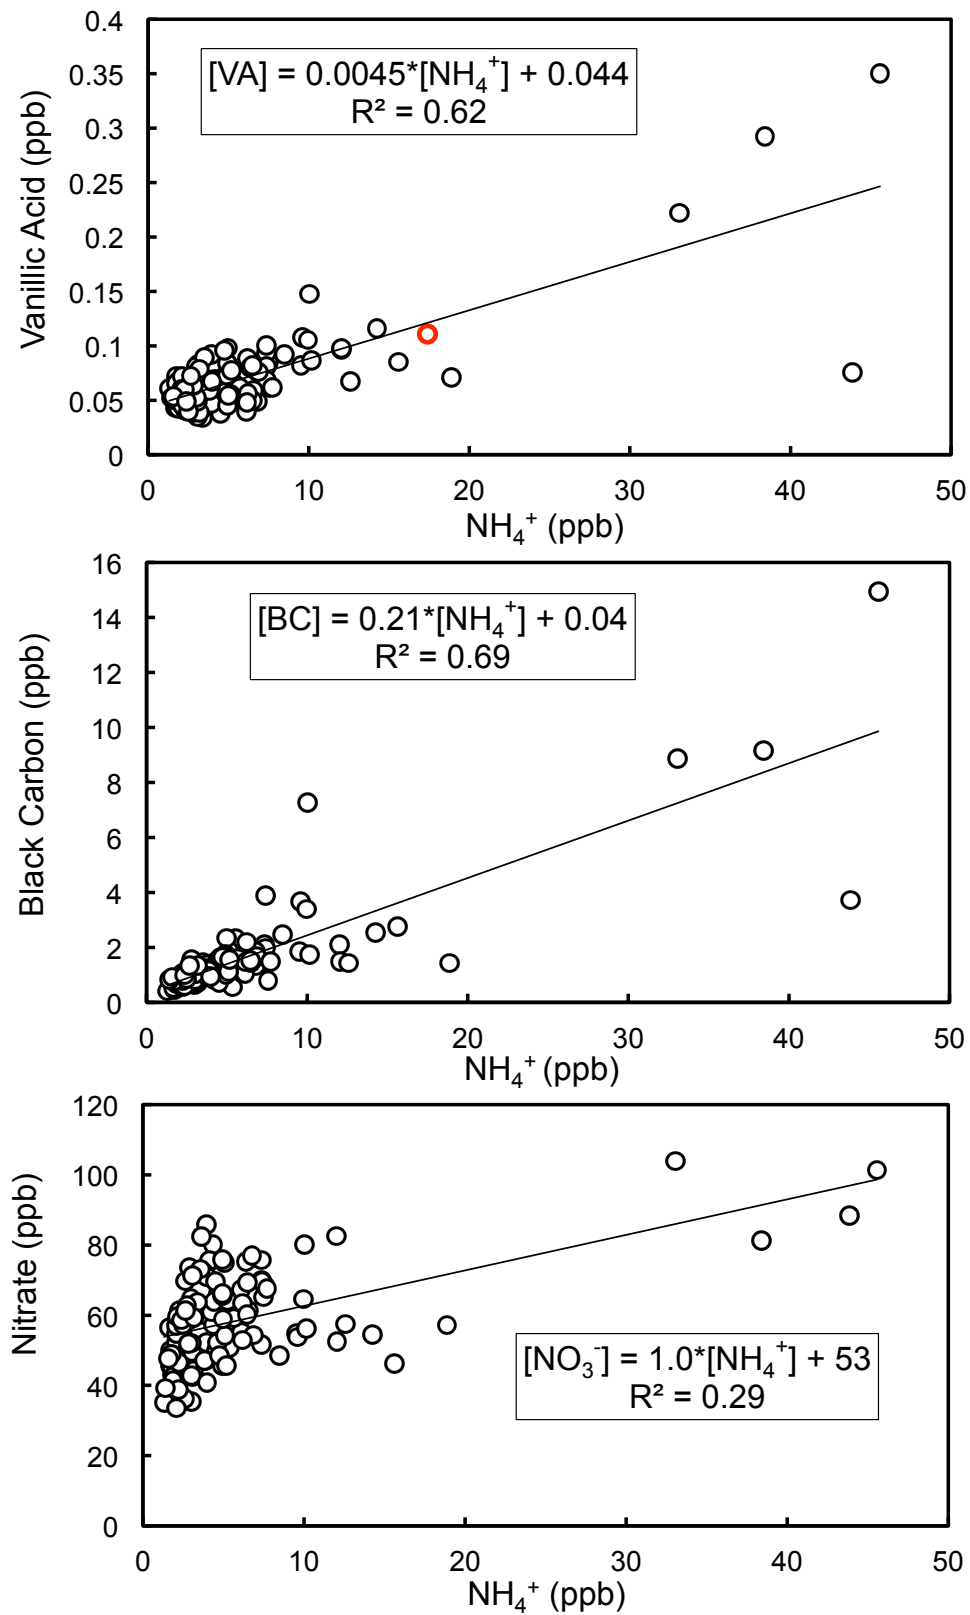 0.4
0.35
0.3
0.25
0.2
0.15
0.1
0.05
0
Vanillic Acid (ppb)
[VA] = 0.0045*[NH₄⁺] + 0.044
R² = 0.62
0 10 20 30 40 50
NH₄⁺ (ppb)
16
14
12
10
8
6
4
2
0
Black Carbon (ppb)
[BC] = 0.21*[NH₄⁺] + 0.04
R² = 0.69
0 10 20 30 40 50
NH₄⁺ (ppb)
120
100
80
60
40
20
0
Nitrate (ppb)
[NO₃⁻] = 1.0*[NH₄⁺] + 53
R² = 0.29
0 10 20 30 40 50
NH₄⁺ (ppb)